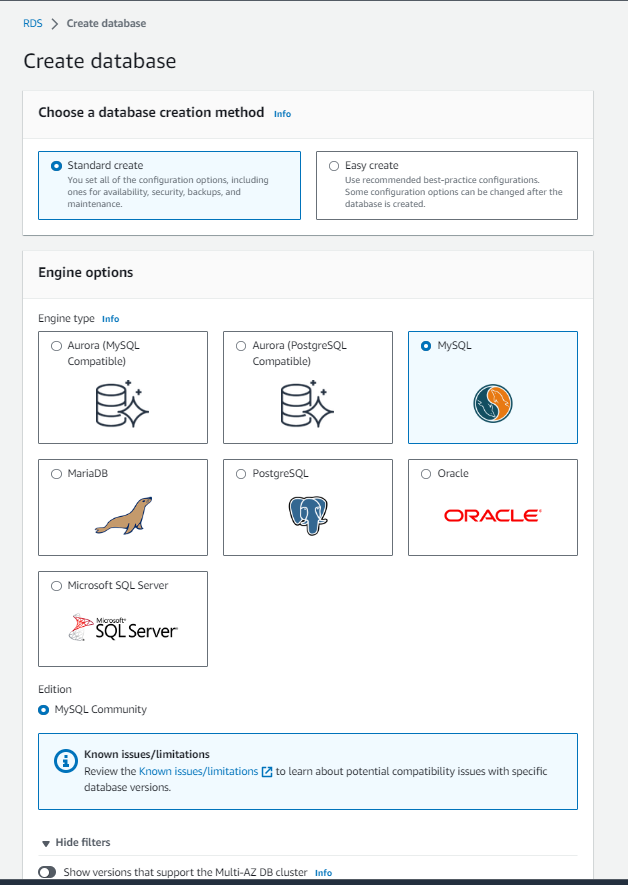 RDS > Create database
Create database
Choose a database creation method Info
Standard create
You set all of the configuration options, including
ones for availability, security, backups, and
maintenance.
Easy create
Use recommended best-practice configurations.
Some configuration options can be changed after the
database is created.
Engine options
Engine type Info
Aurora (MySQL
Compatible)
Aurora (PostgreSQL
Compatible)
MySQL
MariaDB
PostgreSQL
Oracle
ORACLE
Microsoft SQL Server
Microsoft
SQL Server
Edition
MySQL Community
Known issues/limitations
Review the Known issues/limitations to learn about potential compatibility issues with specific
database versions.
Hide filters
Show versions that support the Multi-AZ DB cluster Info